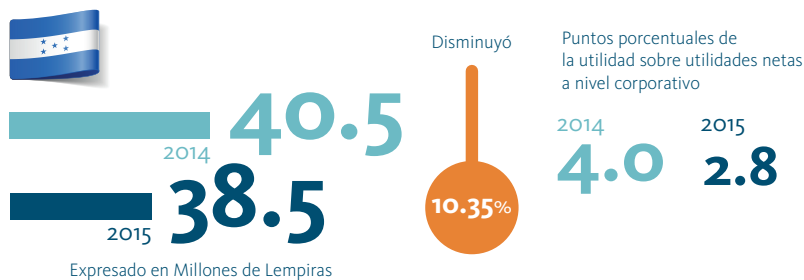 2014
40.5
2015
38.5
Expresado en Millones de Lempiras
Disminuyó
10.35%
Puntos porcentuales de
la utilidad sobre utilidades netas
a nivel corporativo
2014
4.0
2015
2.8